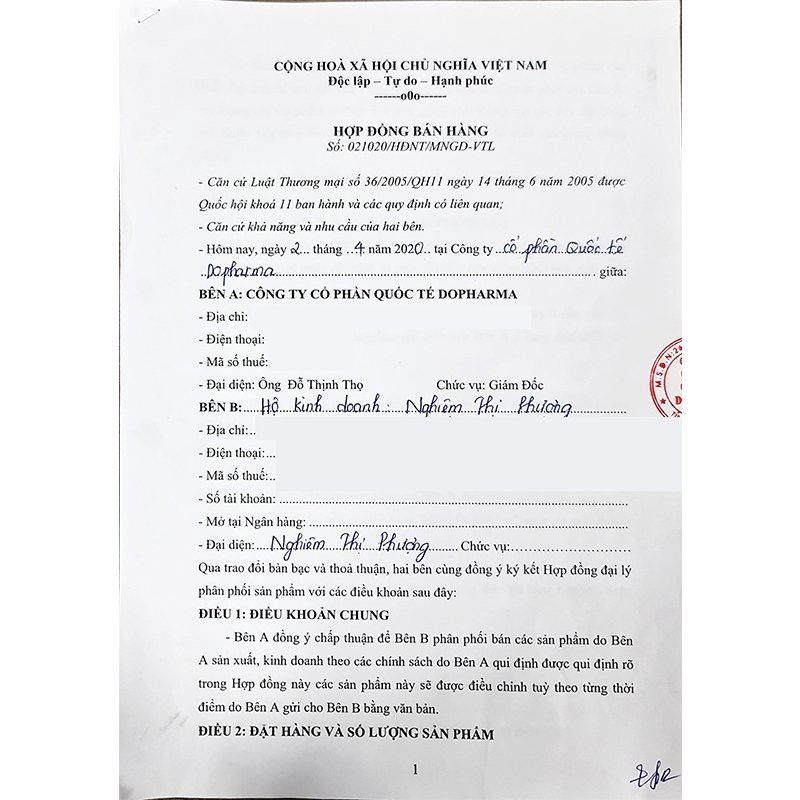 CỘNG HOÀ XÃ HỘI CHỦ NGHĨA VIỆT NAM
Độc lập – Tự do – Hạnh phúc
------o0o------
HỢP ĐỒNG BÁN HÀNG
Số: 021020/HĐNT/MNGD-VTL
- Căn cứ Luật Thương mại số 36/2005/QH11 ngày 14 tháng 6 năm 2005 được
Quốc hội khoá 11 ban hành và các quy định có liên quan;
- Căn cứ khả năng và nhu cầu của hai bên.
- Hôm nay, ngày 2... tháng ..4 năm 2020.. tại Công ty ..cổ phần Quốc tế
..Dopharma.......................................................................... giữa:
BÊN A: CÔNG TY CỔ PHẦN QUỐC TẾ DOPHARMA
- Địa chỉ:
- Điện thoại:
- Mã số thuế:
- Đại diện: Ông Đỗ Thịnh Thọ Chức vụ: Giám Đốc
BÊN B:....Hộ kinh doanh : Nghiêm Thị Phương..............
- Địa chỉ:..
- Điện thoại:...
- Mã số thuế:..
- Số tài khoản: ................................................................................
- Mở tại Ngân hàng: .........................................................................
- Đại diện:....Nghiêm Thị Phượng........ Chức vụ:……………………
Qua trao đổi bàn bạc và thoả thuận, hai bên cùng đồng ý ký kết Hợp đồng đại lý
phân phối sản phẩm với các điều khoản sau đây:
ĐIỀU 1: ĐIỀU KHOẢN CHUNG
- Bên A đồng ý chấp thuận để Bên B phân phối bán các sản phẩm do Bên
A sản xuất, kinh doanh theo các chính sách do Bên A qui định được qui định rõ
trong Hợp đồng này các sản phẩm này sẽ được điều chỉnh tuỳ theo từng thời
điểm do Bên A gửi cho Bên B bằng văn bản.
ĐIỀU 2: ĐẶT HÀNG VÀ SỐ LƯỢNG SẢN PHẨM
1